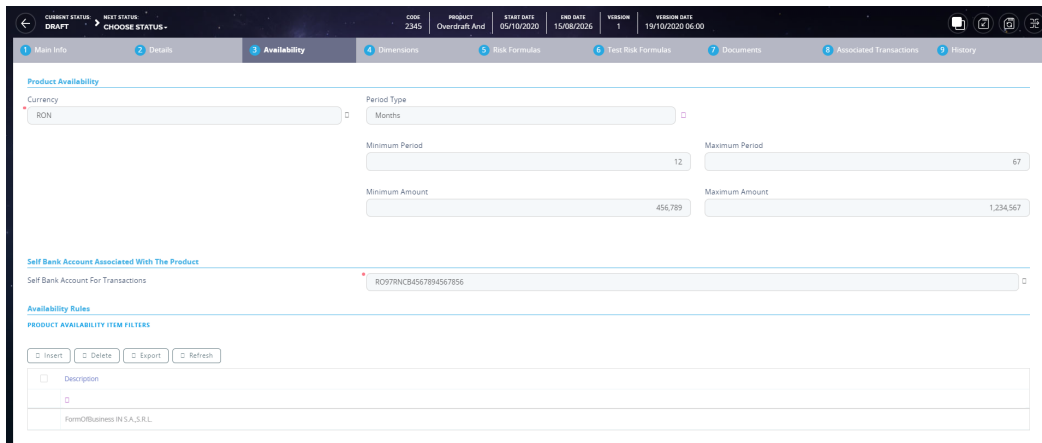 CURRENT STATUS: NEXT STATUS: CODE PRODUCT START DATE END DATE VERSION VERSION DATE
DRAFT > CHOOSE STATUS 2345 Overdraft And 05/10/2020 15/08/2026 1 19/10/2020 06:00
1 Main Info 2 Details 3 Availability 4 Dimensions 5 Risk Formulas 6 Test Risk Formulas 7 Documents 8 Associated Transactions 9 History
Product Availability
Currency Period Type
* RON Months
Minimum Period Maximum Period
12 67
Minimum Amount Maximum Amount
456,789 1,234,567
Self Bank Account Associated With The Product
Self Bank Account For Transactions * RO97RNCB4567894567856
Availability Rules
PRODUCT AVAILABILITY ITEM FILTERS
Insert Delete Export Refresh
Description
FormOfBusiness IN S.A.,S.R.L.